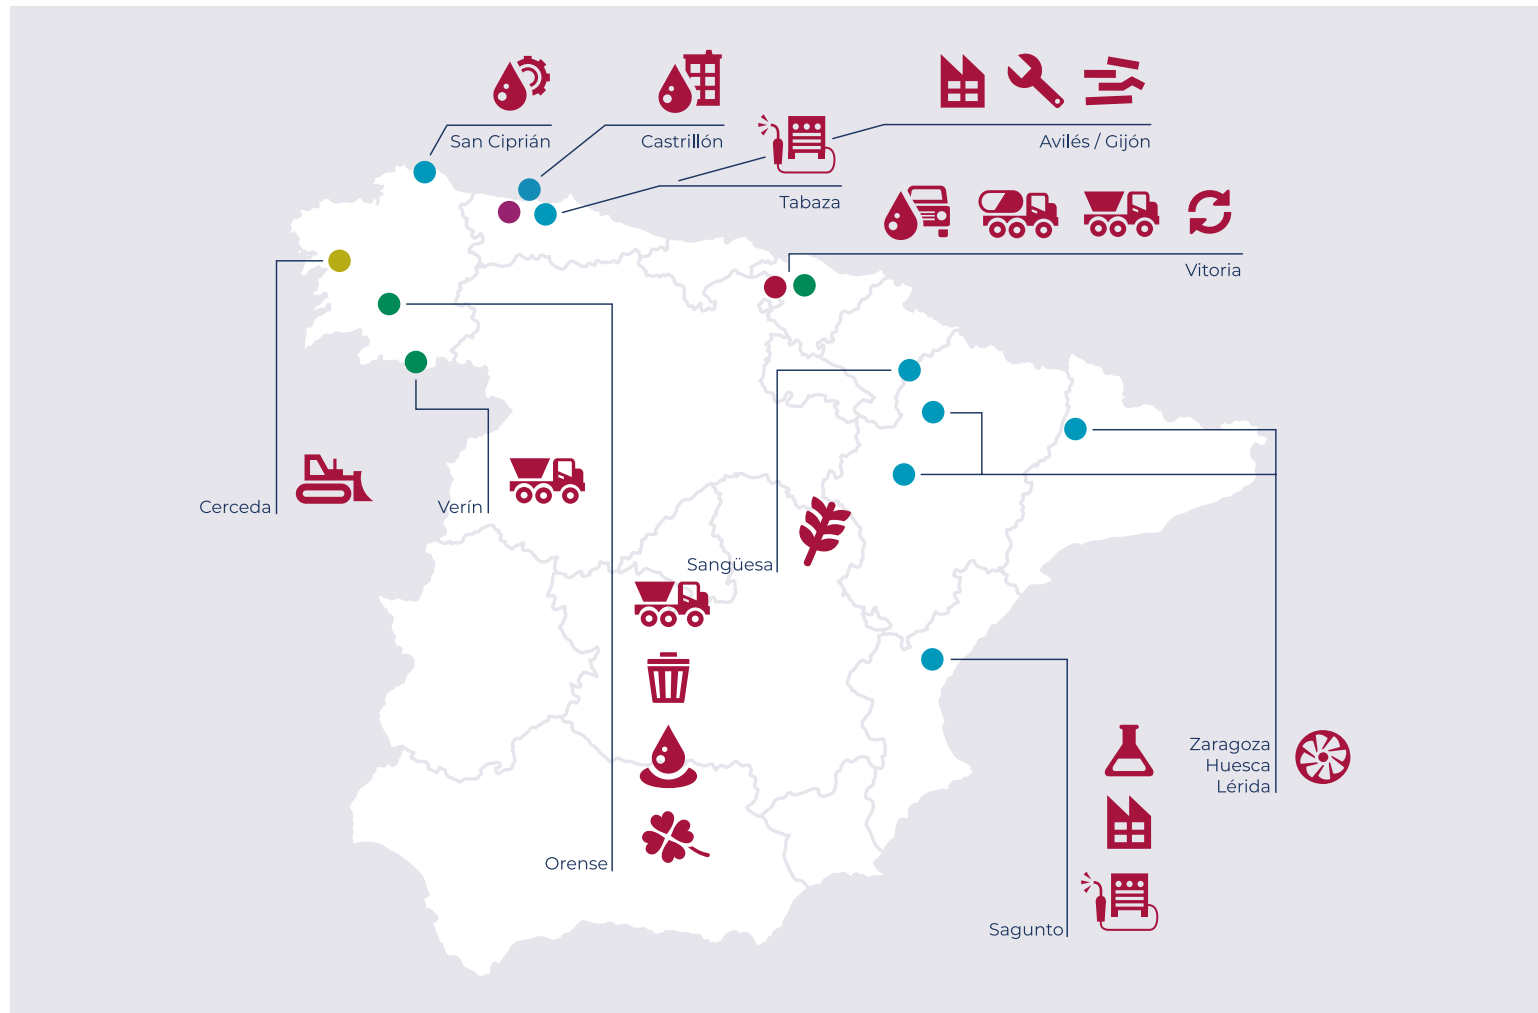 San Ciprián
Castrillón
Avilés / Gijón
Tabaza
Vitoria
Cerceda
Verín
Sangüesa
Zaragoza
Huesca
Lérida
Orense
Sagunto